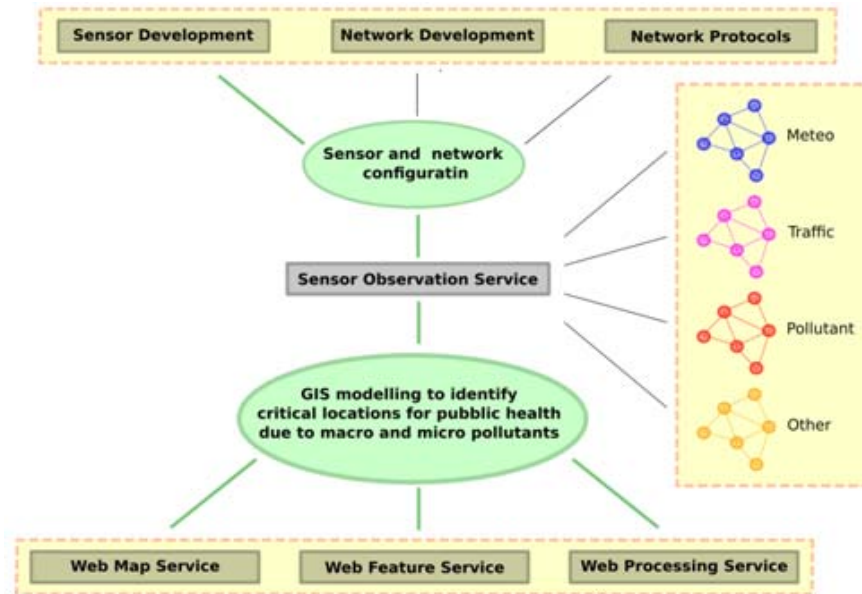 Sensor Development
Network Development
Network Protocols
Sensor and network
configuratin
Meteo
Traffic
Sensor Observation Service
Pollutant
GIS modelling to identify
critical locations for pubblic health
due to macro and micro pollutants
Other
Web Map Service
Web Feature Service
Web Processing Service